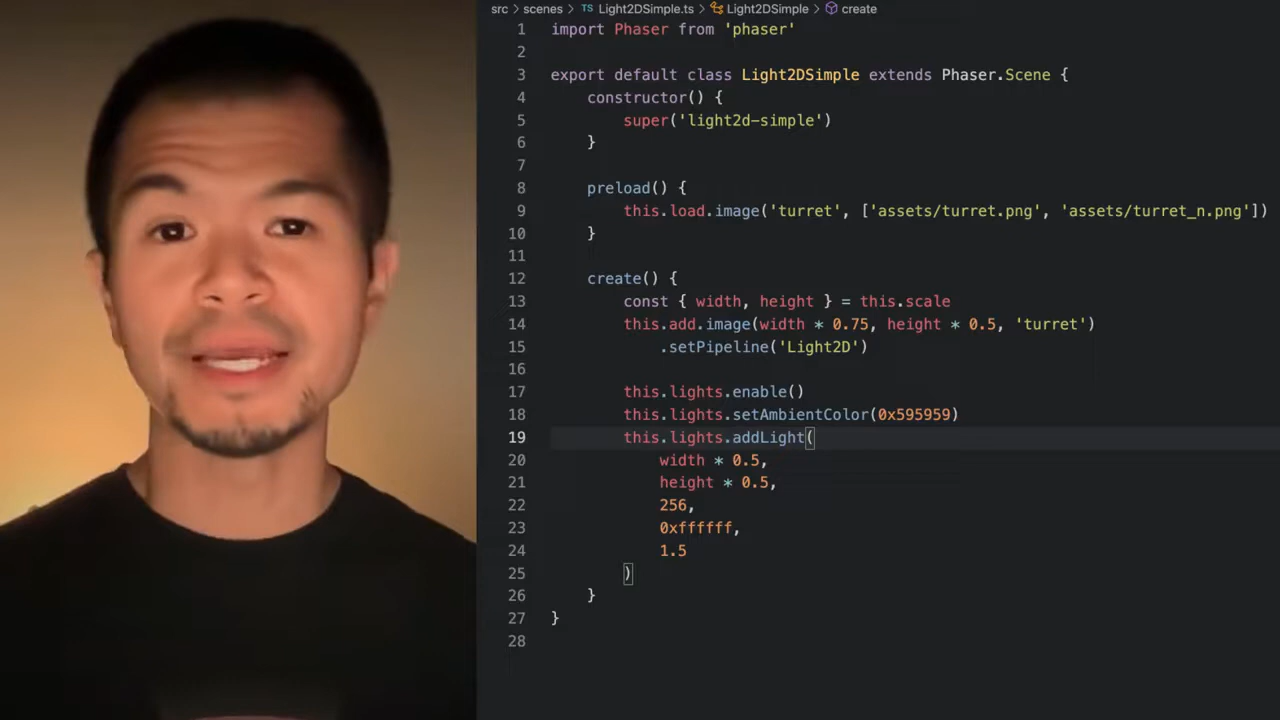 src > scenes > TS Light2DSimple.ts > Light2DSimple > create
1 import Phaser from 'phaser'
2
3 export default class Light2DSimple extends Phaser.Scene {
4 constructor() {
5 super('light2d-simple')
6 }
7
8 preload() {
9 this.load.image('turret', ['assets/turret.png', 'assets/turret_n.png'])
10 }
11
12 create() {
13 const { width, height } = this.scale
14 this.add.image(width * 0.75, height * 0.5, 'turret')
15 .setPipeline('Light2D')
16
17 this.lights.enable()
18 this.lights.setAmbientColor(0x595959)
19 this.lights.addLight(
20 width * 0.5,
21 height * 0.5,
22 256,
23 0xffffff,
24 1.5
25 )
26 }
27 }
28